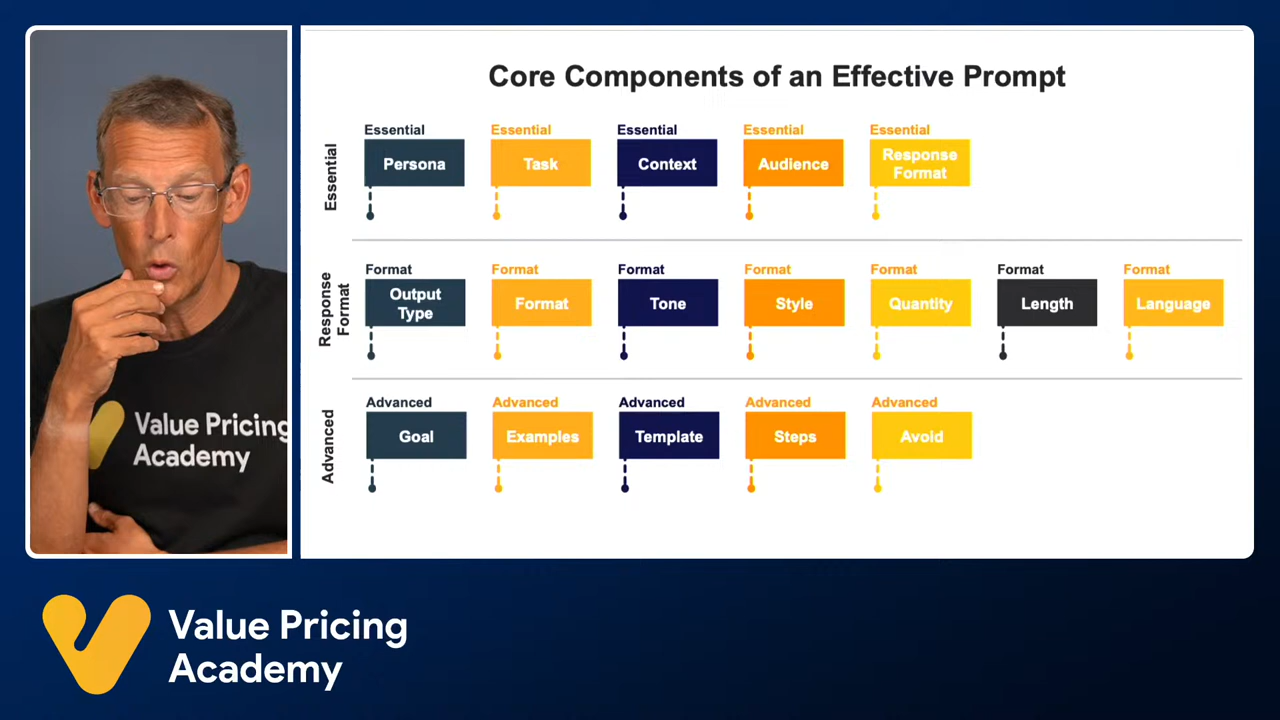 Core Components of an Effective Prompt
Essential
Essential
Persona
Essential
Task
Essential
Context
Essential
Audience
Essential
Response
Format
Response
Format
Format
Output
Type
Format
Format
Format
Tone
Format
Style
Format
Quantity
Format
Length
Format
Language
Advanced
Advanced
Goal
Advanced
Examples
Advanced
Template
Advanced
Steps
Advanced
Avoid
Value Pricing
Academy
Value Pricing
Academy